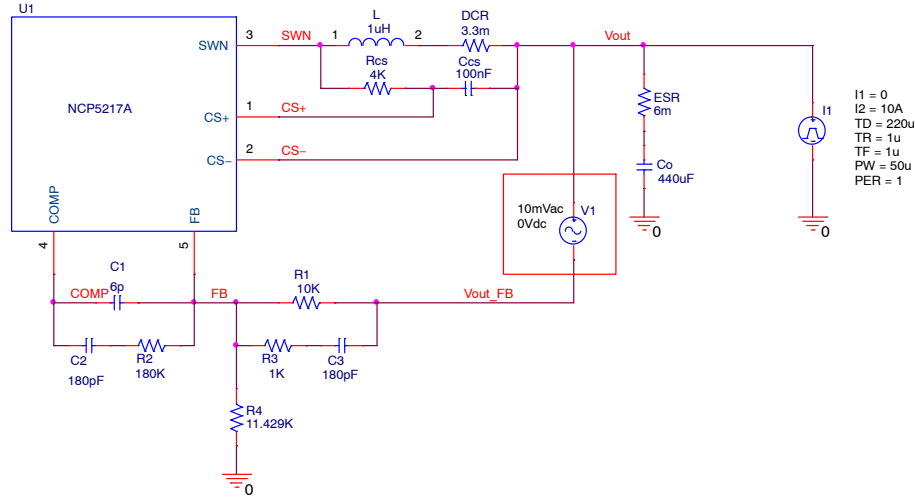 U1
NCP5217A
SWN
3
SWN
1
L
1uH
2
DCR
3.3m
Vout
Rcs
4K
Ccs
100nF
CS+
1
CS+
CS−
2
CS−
ESR
6m
Co
440uF
0
I1
0
I1 = 0
I2 = 10A
TD = 220u
TR = 1u
TF = 1u
PW = 50u
PER = 1
10mVac
0Vdc
V1
COMP
4
FB
5
C1
6p
COMP
FB
R1
10K
Vout_FB
C2
180pF
R2
180K
R3
1K
C3
180pF
R4
11.429K
0